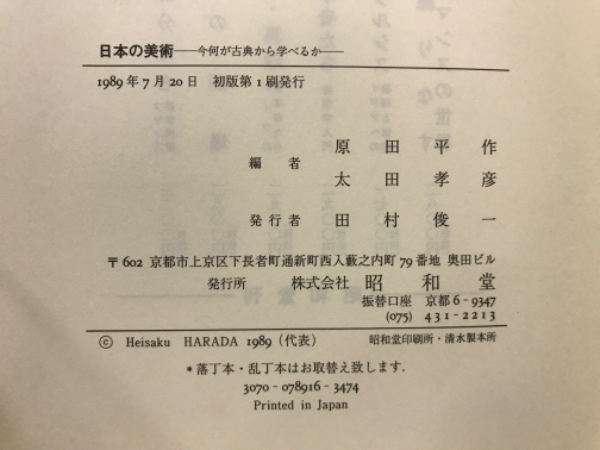 日本の美術——今何が古典から学べるか——
1989年7月20日 初版第1刷発行
原田平作
編者
太田孝彦
発行者 田村俊一
〒602 京都市上京区下長者町通新町西入藪之内町79番地 奥田ビル
発行所 株式会社 昭和堂
振替口座 京都6-9347
(075) 431-2213
© Heisaku HARADA 1989 (代表) 昭和堂印刷所・清水製本所
*落丁本・乱丁本はお取替え致します.
3070-078916-3474
Printed in Japan